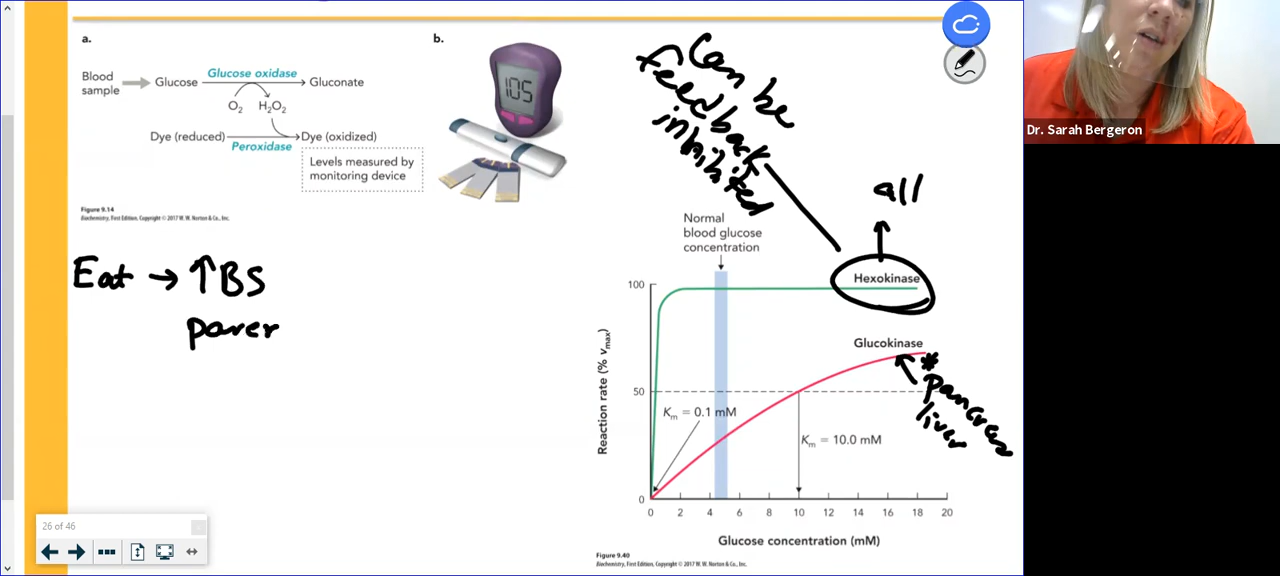 a.
Blood
sample
Glucose
Glucose oxidase
Gluconate
O₂ H₂O₂
Dye (reduced)
Peroxidase
Dye (oxidized)
Levels measured by
monitoring device
Figure 9.14
Biochemistry, First Edition, Copyright © 2017 W. W. Norton & Co., Inc.
b.
105
Can be
feedback
inhibited
all
Dr. Sarah Bergeron
Eat → ↑BS
pancr
Normal
blood glucose
concentration
Hexokinase
Glucokinase
* pancreas
liver
Reaction rate (% vmax)
100
50
0
Km = 0.1 mM
Km = 10.0 mM
0 2 4 6 8 10 12 14 16 18 20
Glucose concentration (mM)
Figure 9.40
Biochemistry, First Edition, Copyright © 2017 W. W. Norton & Co., Inc.
26 of 46